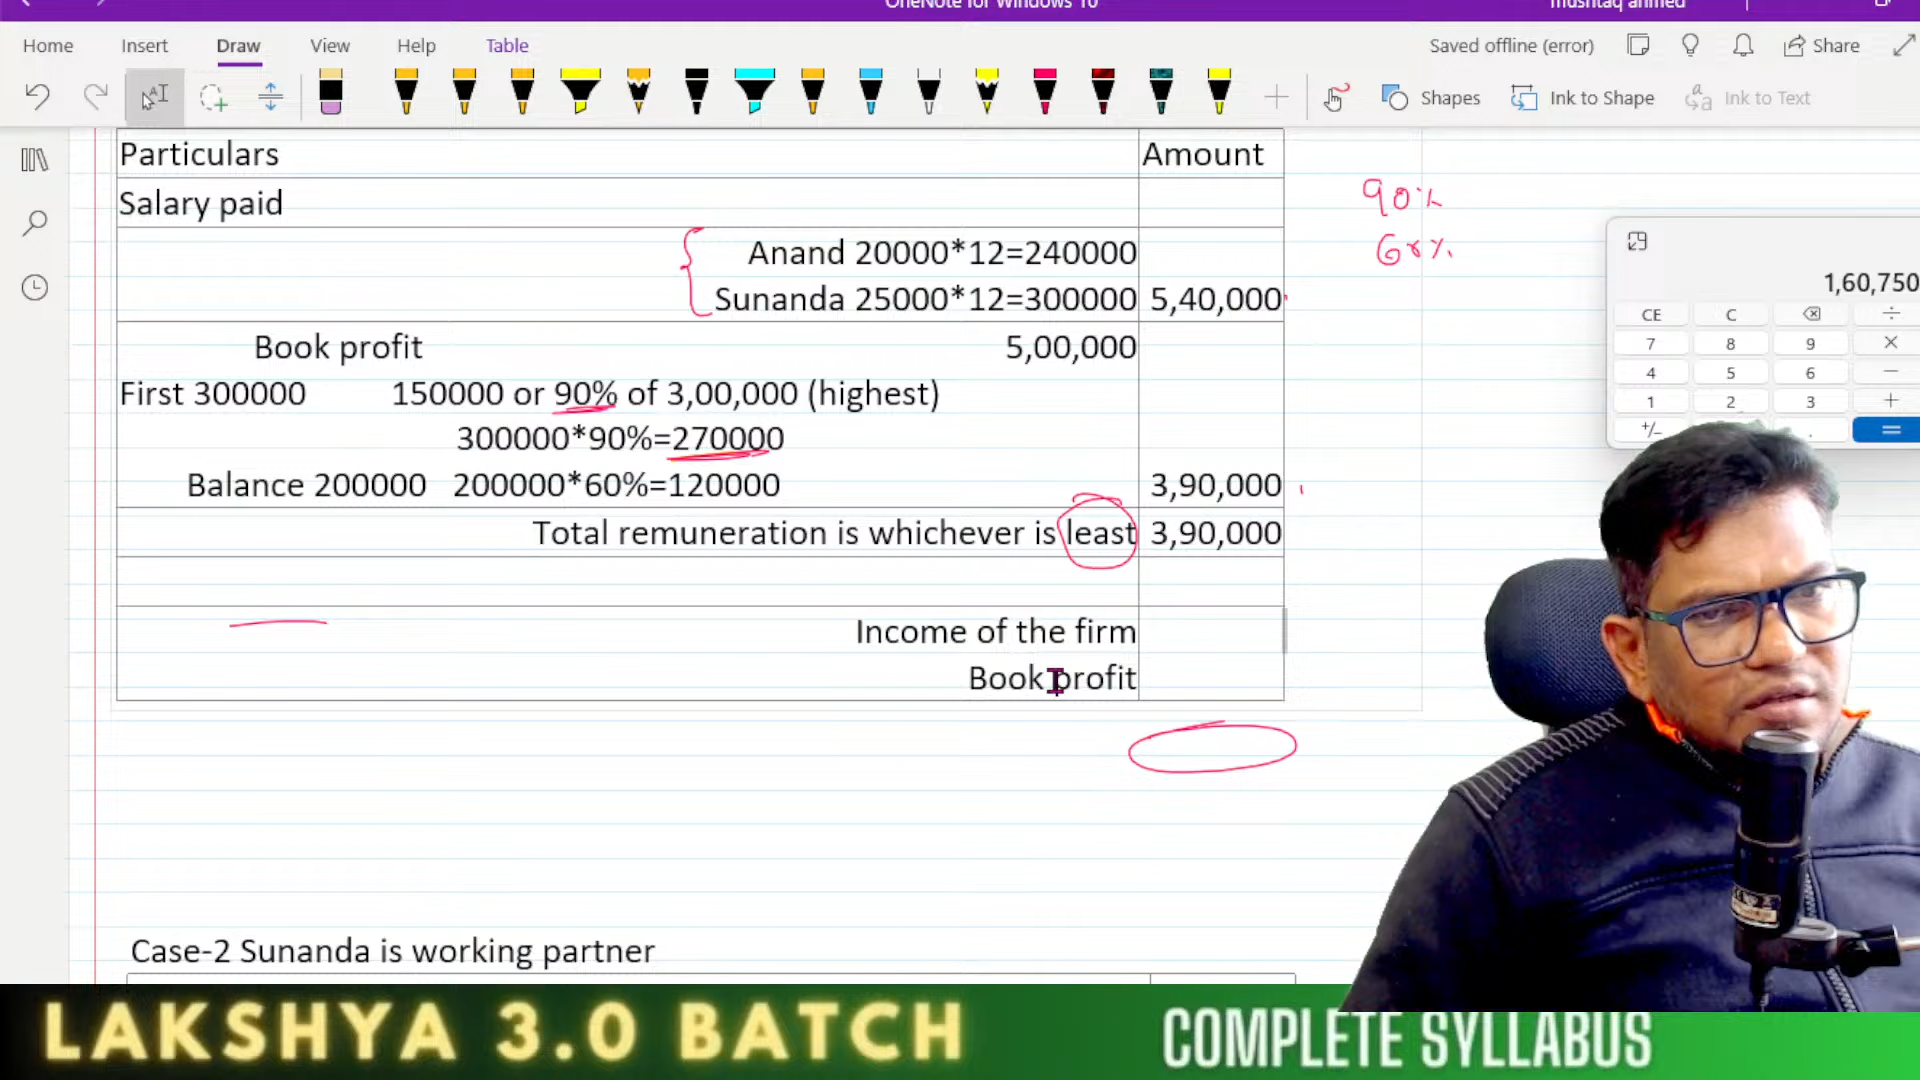 OneNote for Windows 10
mushtaq ahmed
Home Insert Draw View Help Table
Saved offline (error) Share
Shapes Ink to Shape Ink to Text
Particulars Amount
Salary paid
Anand 20000*12=240000
Sunanda 25000*12=300000 5,40,000
Book profit 5,00,000
First 300000 150000 or 90% of 3,00,000 (highest)
300000*90%=270000
Balance 200000 200000*60%=120000 3,90,000
Total remuneration is whichever is least 3,90,000
Income of the firm
Book profit
90%
60%
1,60,750
CE C ÷
7 8 9 ×
4 5 6 −
1 2 3 +
+/− . =
Case-2 Sunanda is working partner
LAKSHYA 3.0 BATCH
COMPLETE SYLLABUS